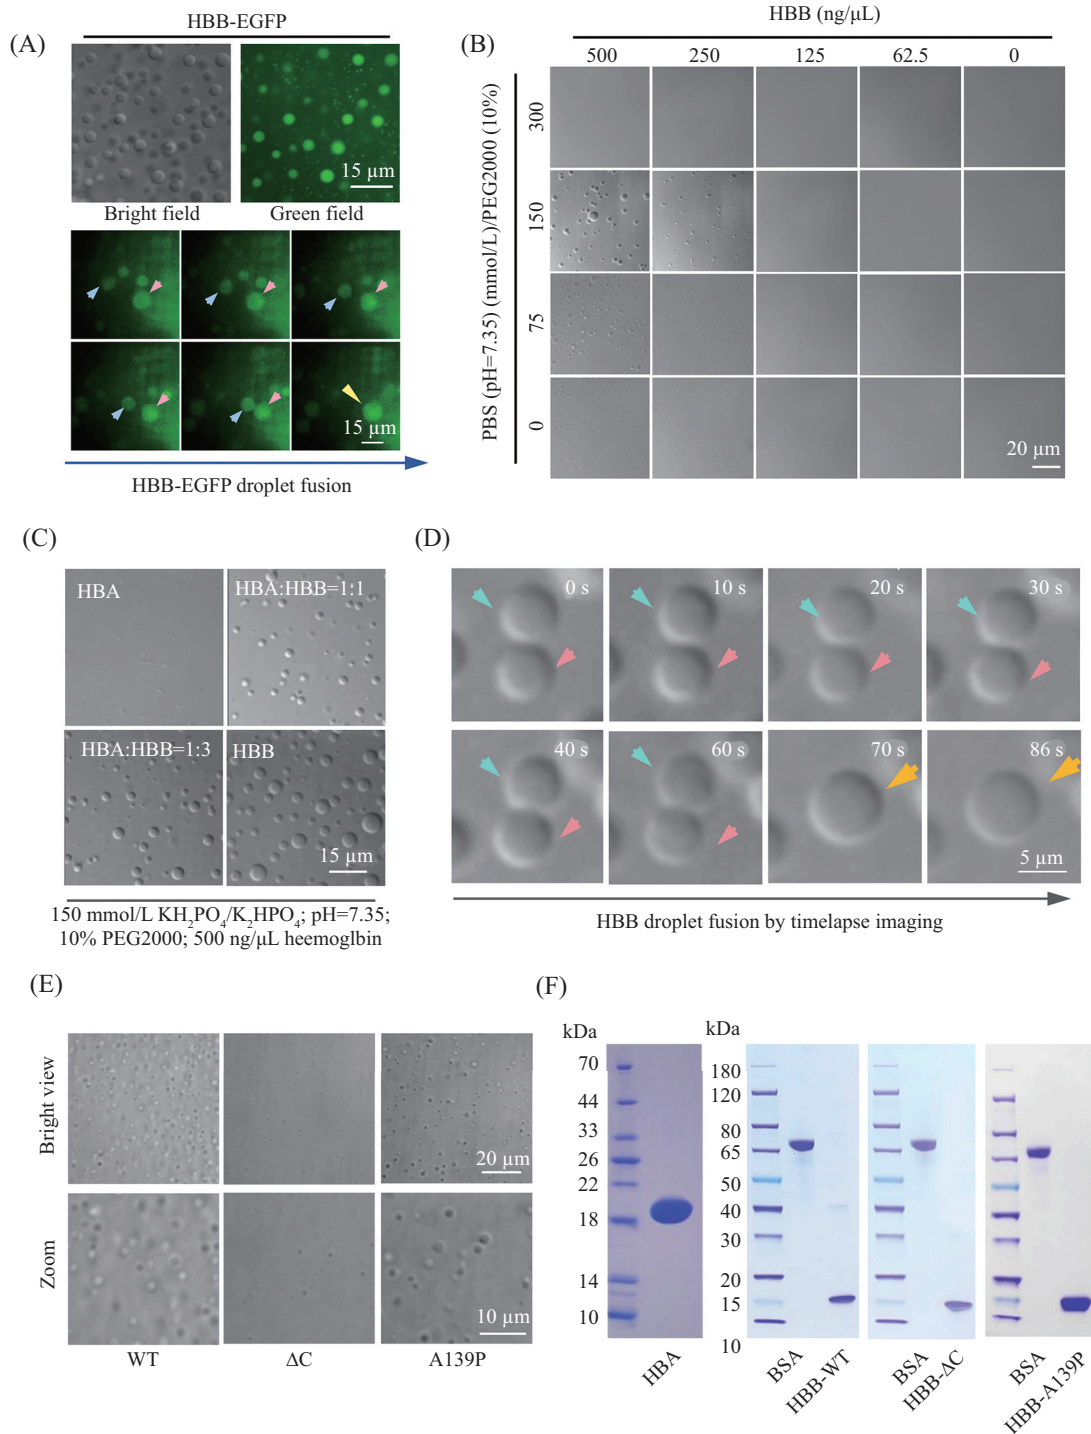 (A)
HBB-EGFP
15 µm
Bright field
Green field
15 µm
HBB-EGFP droplet fusion
(B)
HBB (ng/µL)
500 250 125 62.5 0
PBS (pH=7.35) (mmol/L)/PEG2000 (10%)
300
150
75
0
20 µm
(C)
HBA
HBA:HBB=1:1
HBA:HBB=1:3
HBB
15 µm
150 mmol/L KH₂PO₄/K₂HPO₄; pH=7.35;
10% PEG2000; 500 ng/µL heemoglbin
(D)
0 s
10 s
20 s
30 s
40 s
60 s
70 s
86 s
5 µm
HBB droplet fusion by timelapse imaging
(E)
Bright view
20 µm
Zoom
10 µm
WT
ΔC
A139P
(F)
kDa
70
44
33
26
22
18
14
10
HBA
kDa
180
120
80
65
50
40
30
20
15
10
BSA
HBB-WT
BSA
HBB-ΔC
BSA
HBB-A139P